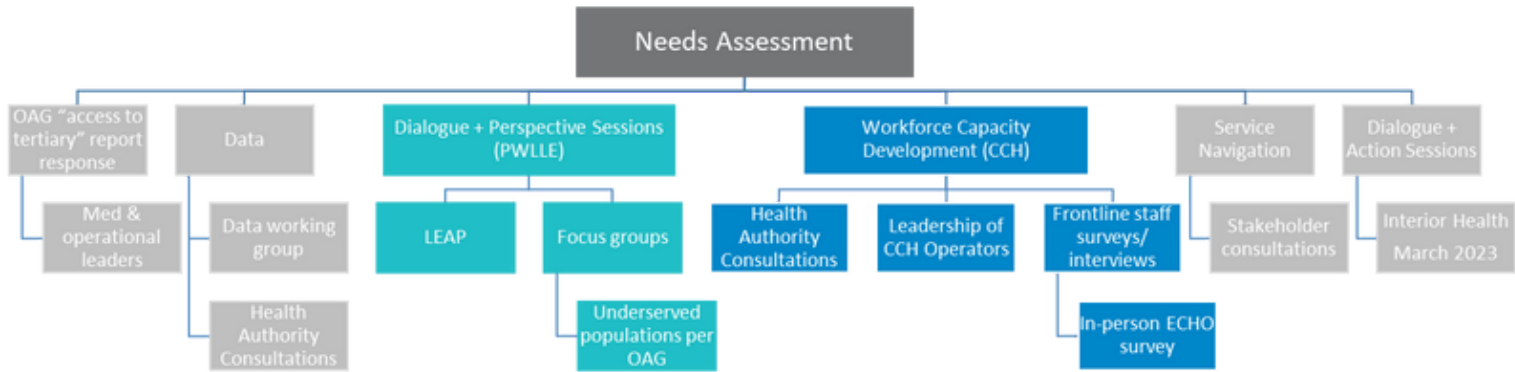 Needs Assessment
OAG “access to
tertiary” report
response
Data
Dialogue + Perspective Sessions
(PWLLE)
Workforce Capacity
Development (CCH)
Service
Navigation
Dialogue +
Action Sessions
Med &
operational
leaders
Data working
group
LEAP
Focus groups
Health
Authority
Consultations
Leadership of
CCH Operators
Frontline staff
surveys/
interviews
Stakeholder
consultations
Interior Health
March 2023
Health
Authority
Consultations
Underserved
populations per
OAG
In-person ECHO
survey